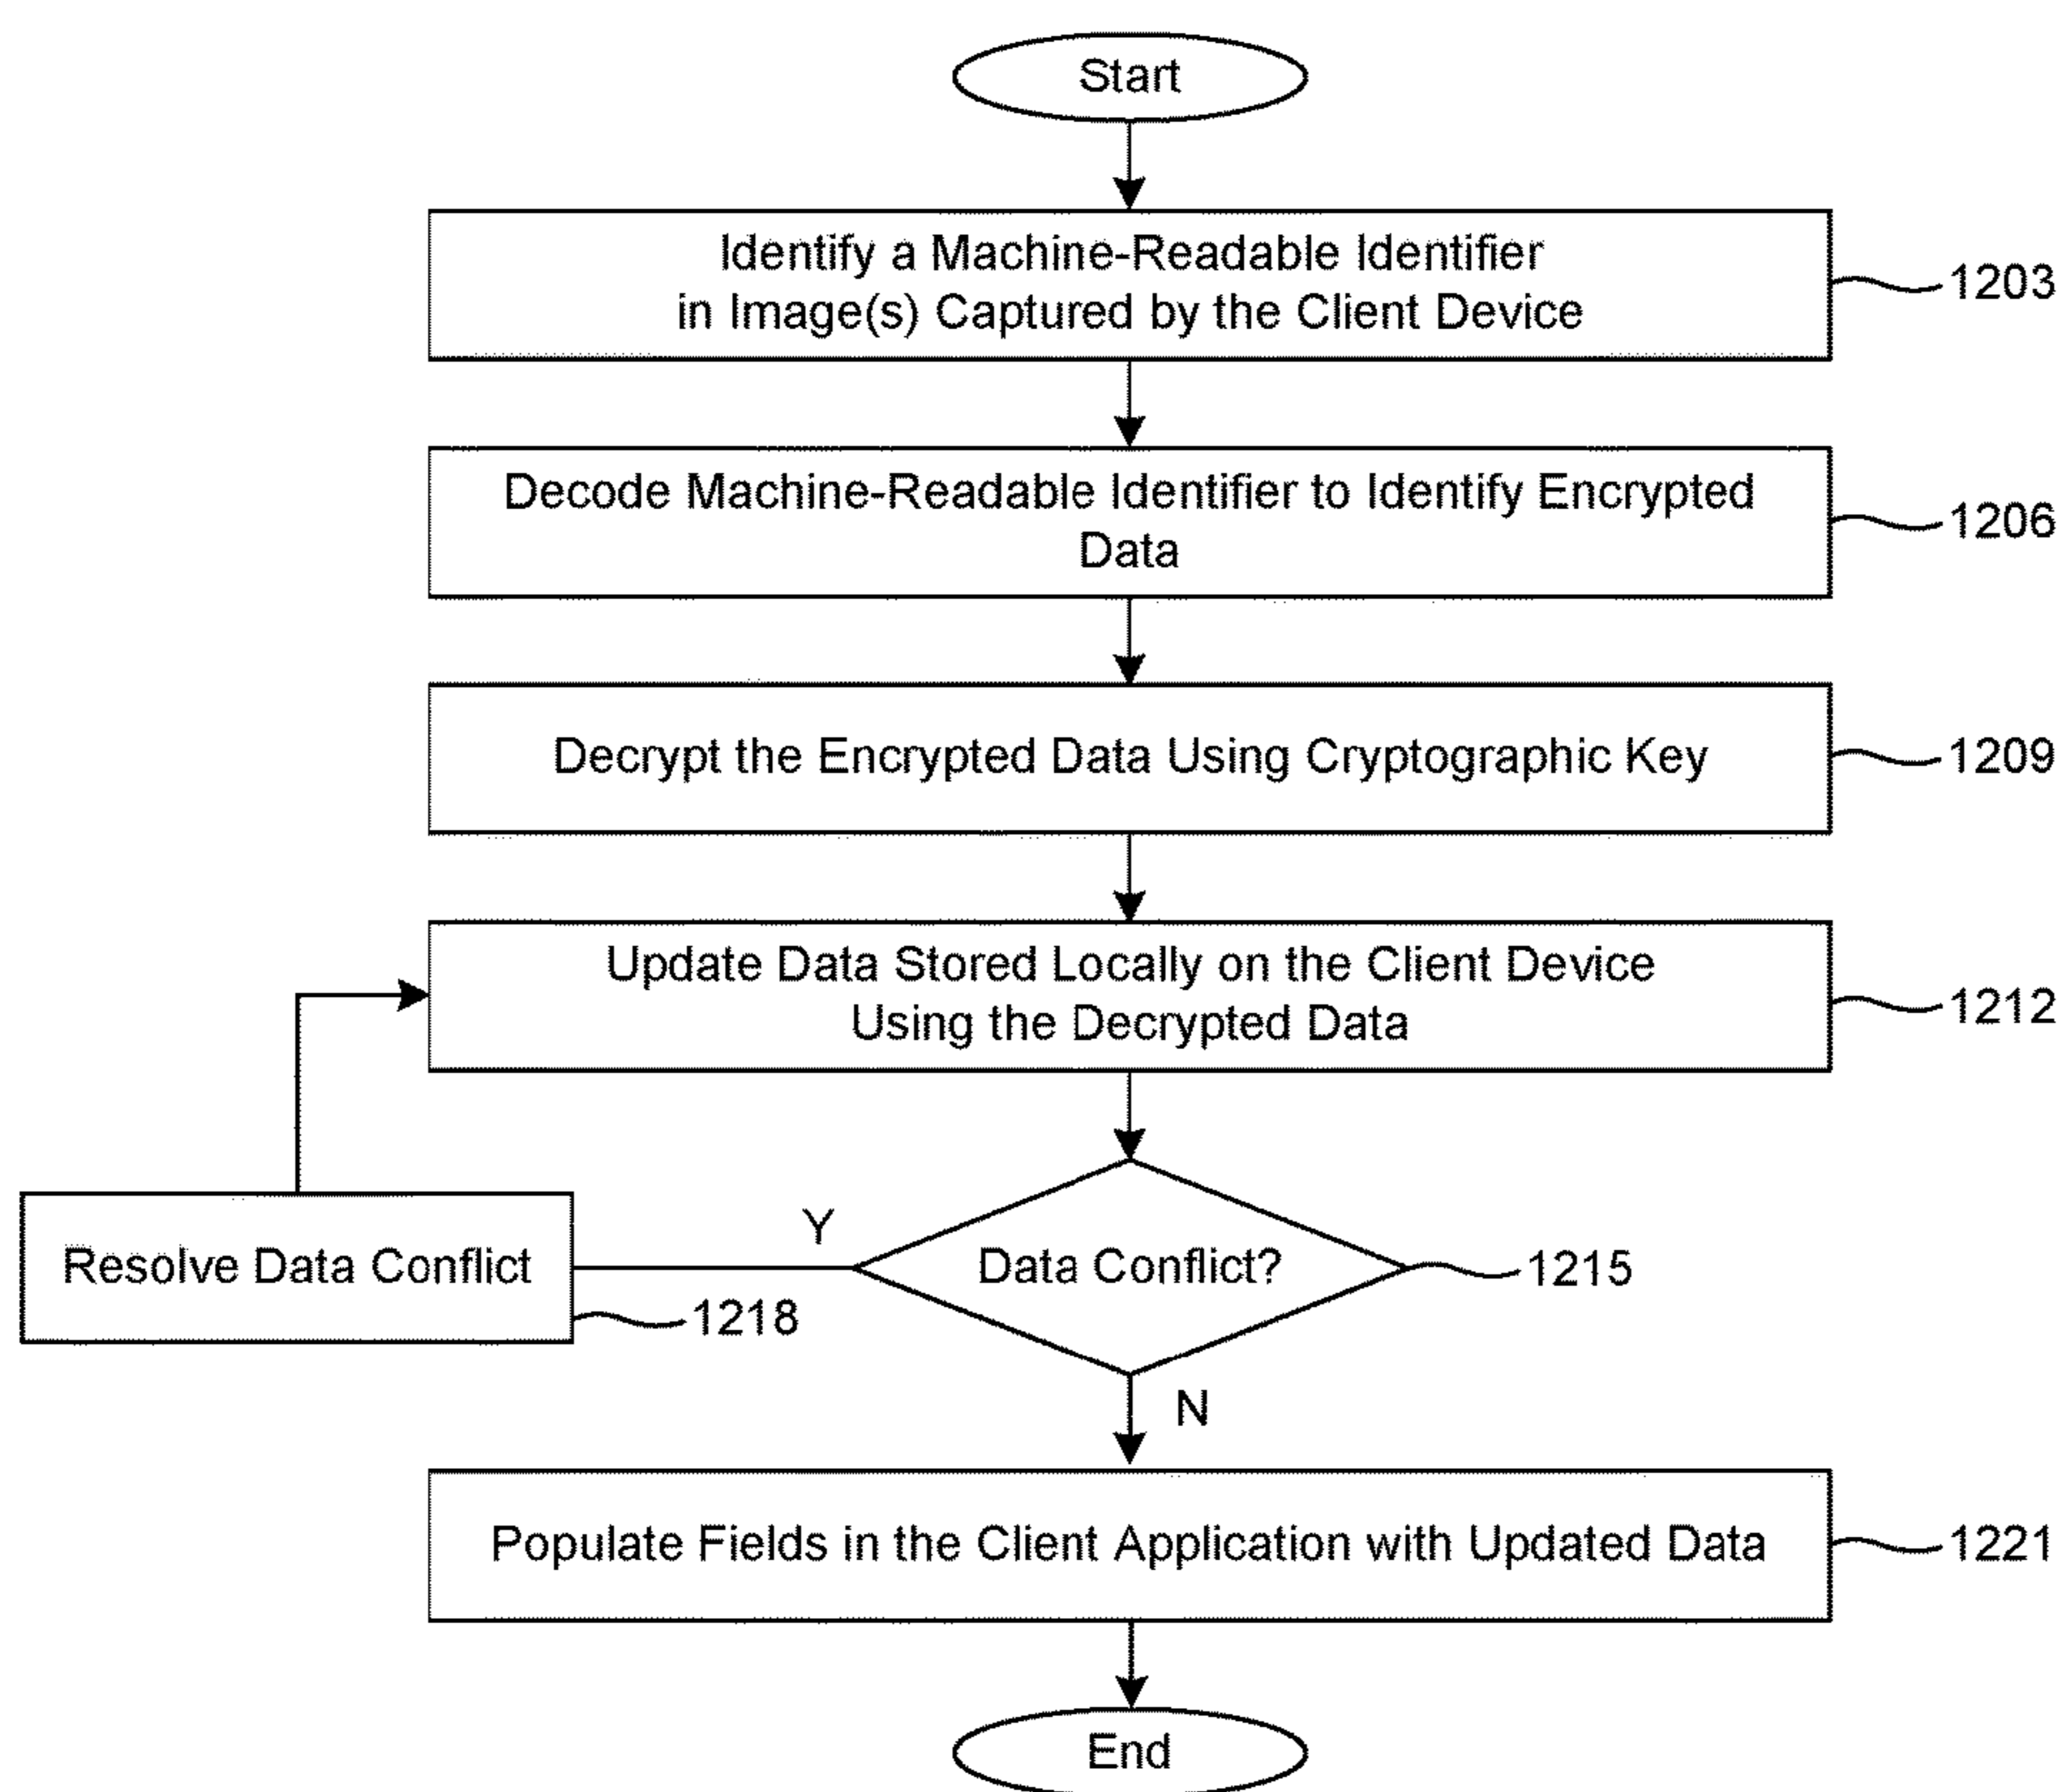 Start
Identify a Machine-Readable Identifier
in Image(s) Captured by the Client Device
1203
Decode Machine-Readable Identifier to Identify Encrypted
Data
1206
Decrypt the Encrypted Data Using Cryptographic Key
1209
Update Data Stored Locally on the Client Device
Using the Decrypted Data
1212
Y
Resolve Data Conflict
1218
Data Conflict?
1215
N
Populate Fields in the Client Application with Updated Data
1221
End